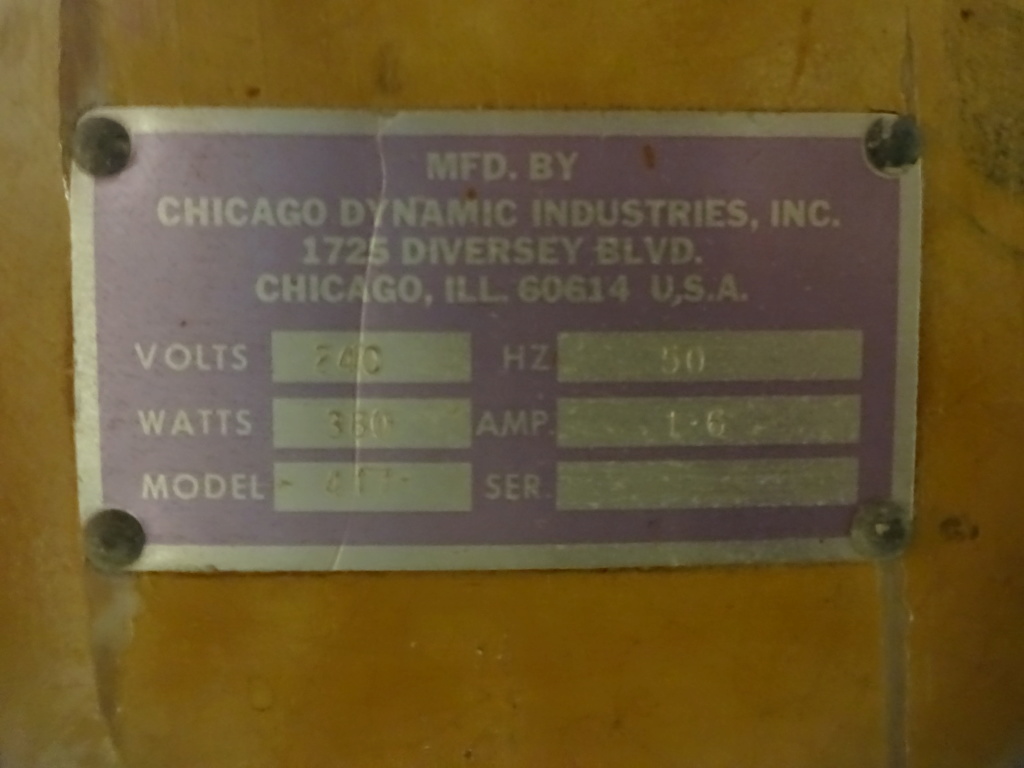 MFD. BY
CHICAGO DYNAMIC INDUSTRIES, INC.
1725 DIVERSEY BLVD.
CHICAGO, ILL. 60614 U.S.A.
VOLTS 240 HZ 50
WATTS 360 AMP. 1·6
MODEL SER.